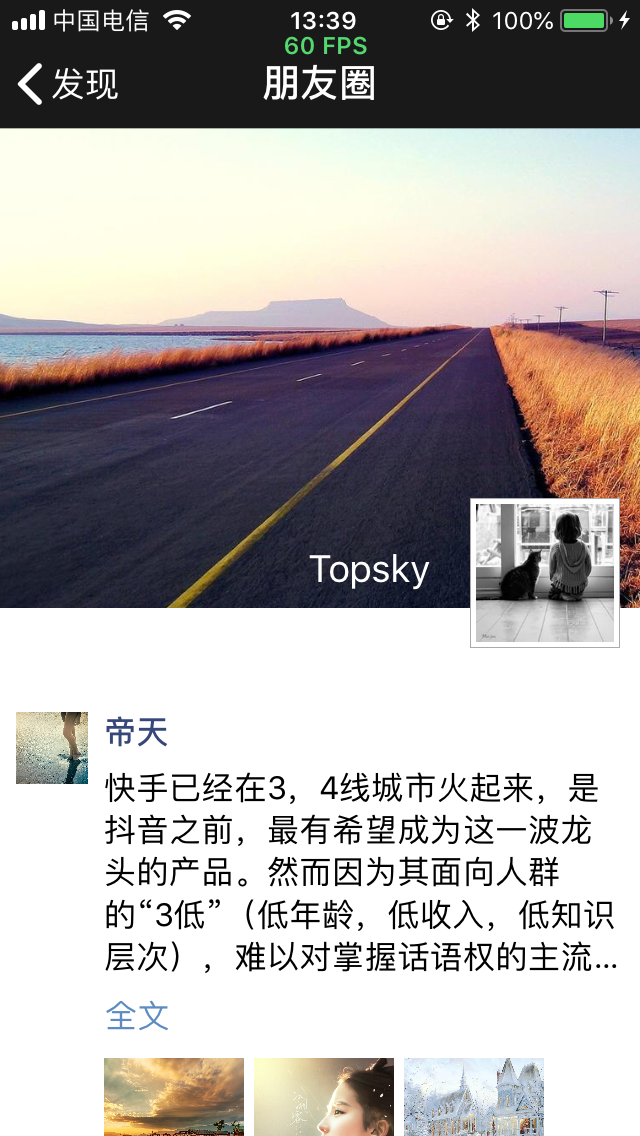 中国电信 13:39 100%
60 FPS
发现 朋友圈
Topsky
帝天
快手已经在3，4线城市火起来，是
抖音之前，最有希望成为这一波龙
头的产品。然而因为其面向人群
的“3低”（低年龄，低收入，低知识
层次），难以对掌握话语权的主流...
全文